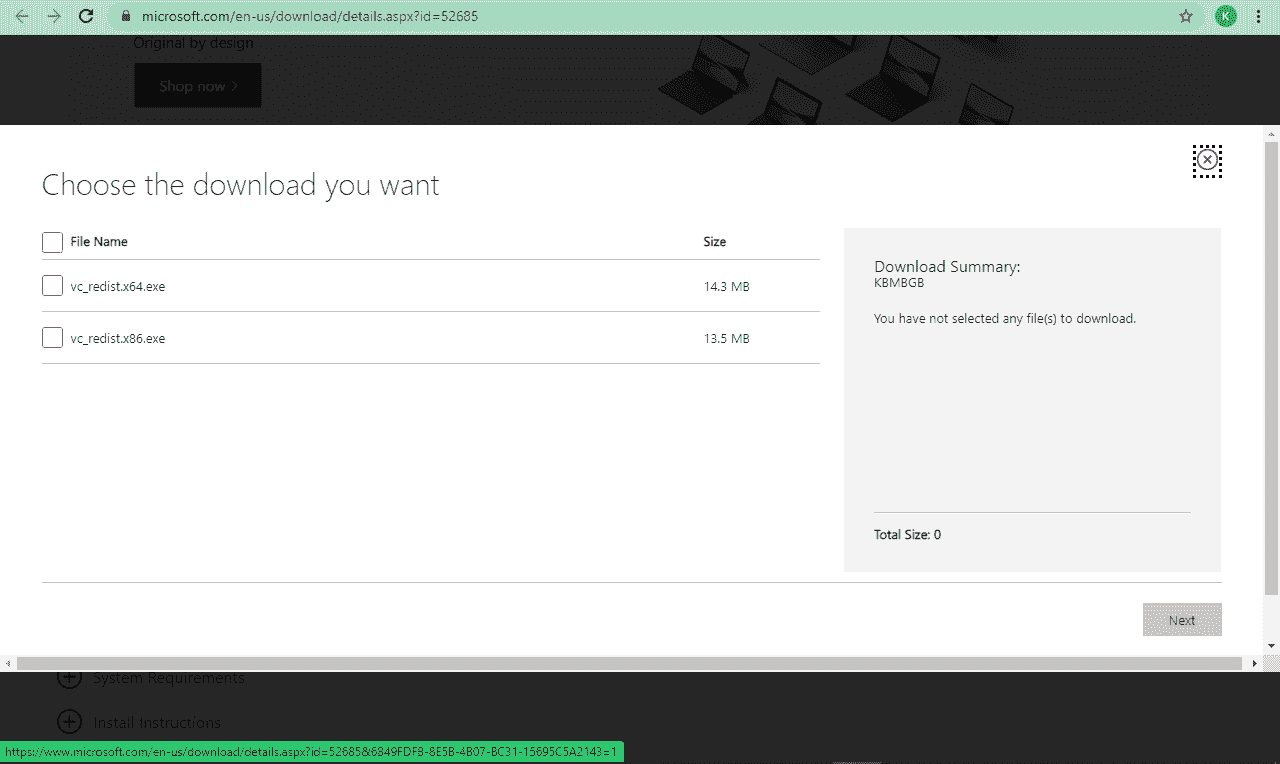 microsoft.com/en-us/download/details.aspx?id=52685
K
Original by design
Shop now
Choose the download you want
File Name Size
vc_redist.x64.exe 14.3 MB
vc_redist.x86.exe 13.5 MB
Download Summary:
KBMBGB
You have not selected any file(s) to download.
Total Size: 0
Next
System Requirements
Install Instructions
https://www.microsoft.com/en-us/download/details.aspx?id=52685&6B49FDFB-8E5B-4B07-BC31-15695C5A2143=1